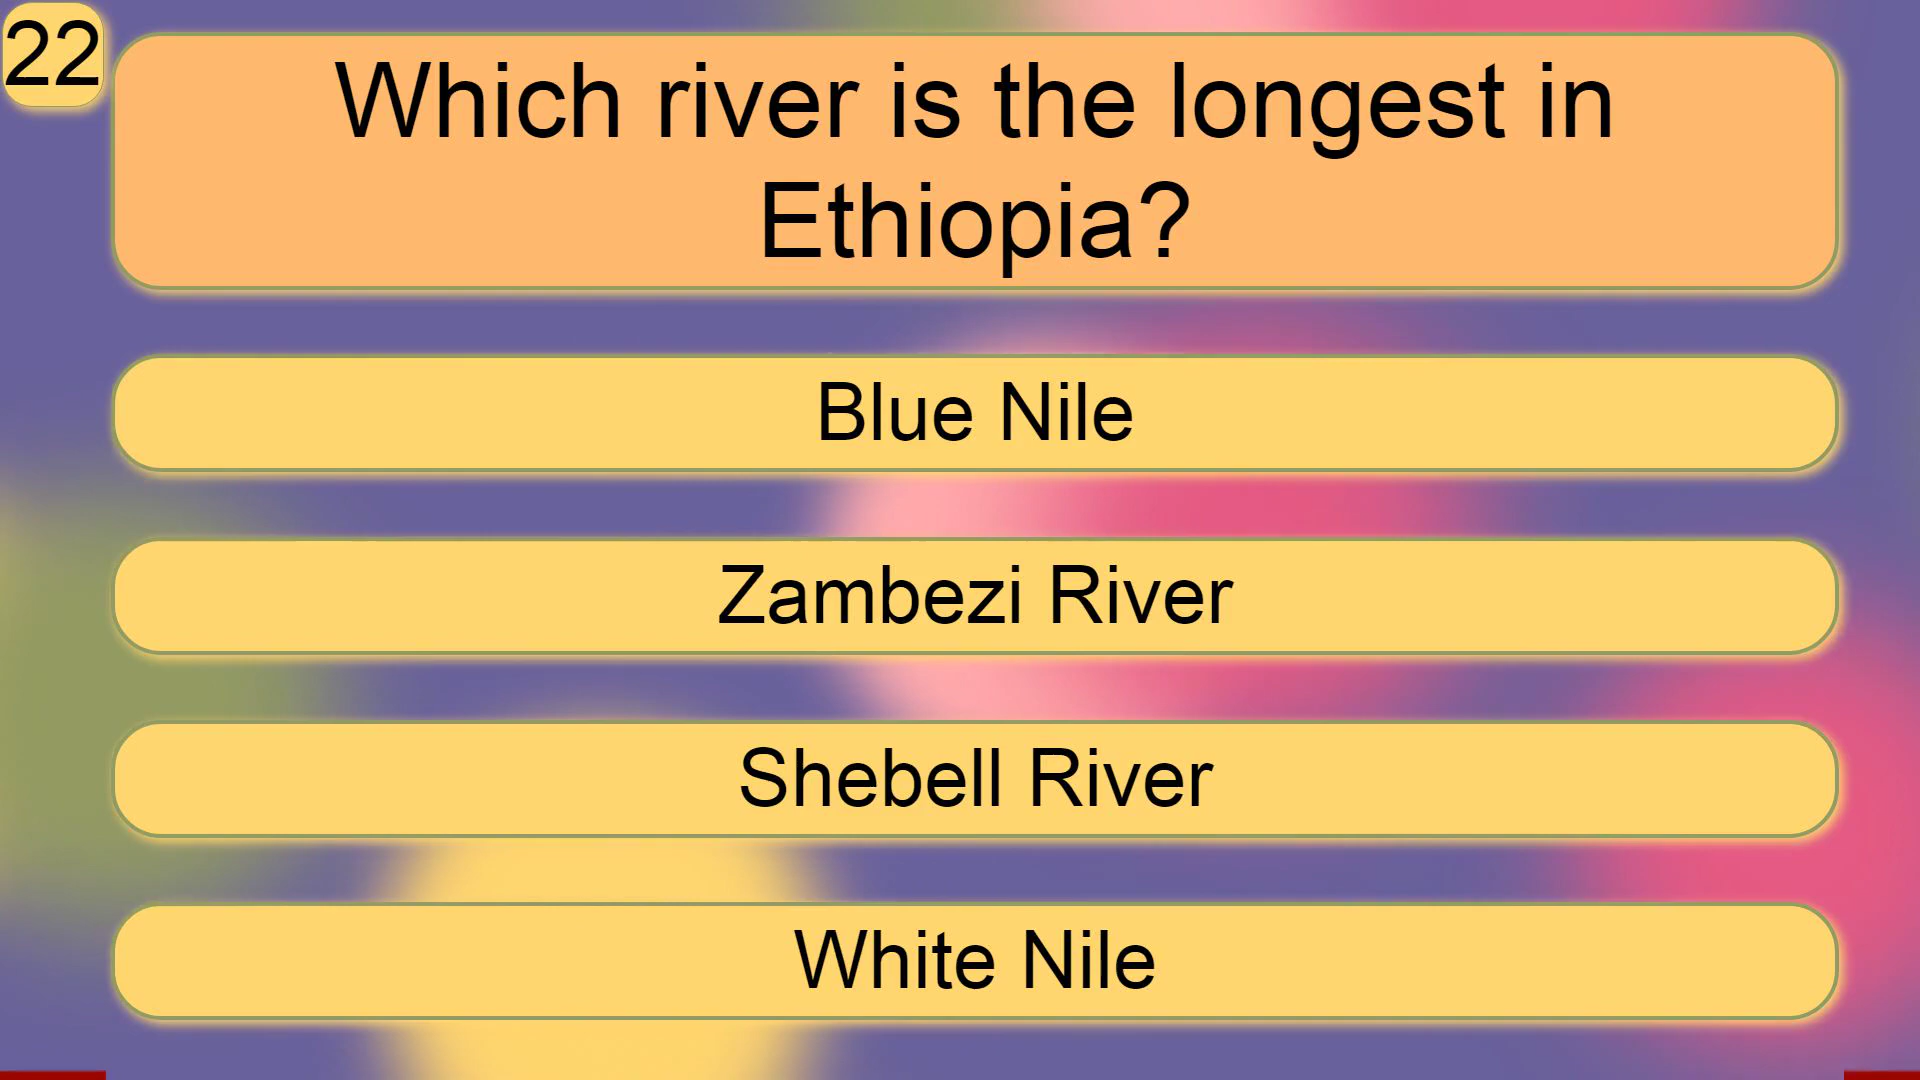 22
Which river is the longest in
Ethiopia?
Blue Nile
Zambezi River
Shebell River
White Nile